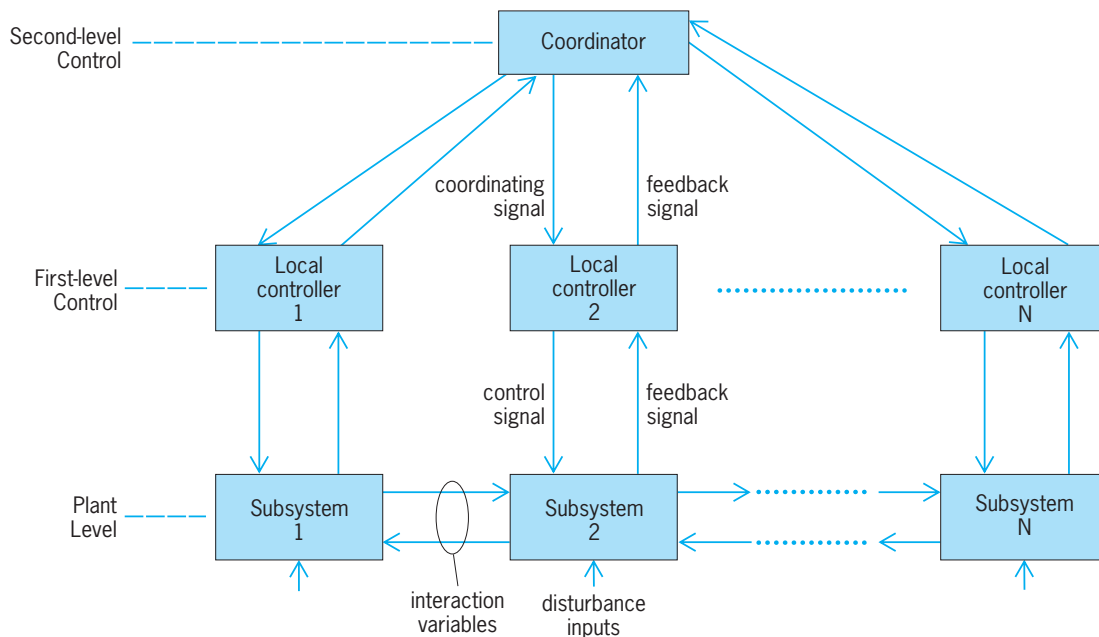 Second-level
Control
Coordinator
coordinating
signal
feedback
signal
First-level
Control
Local
controller
1
Local
controller
2
Local
controller
N
control
signal
feedback
signal
Plant
Level
Subsystem
1
Subsystem
2
Subsystem
N
interaction
variables
disturbance
inputs